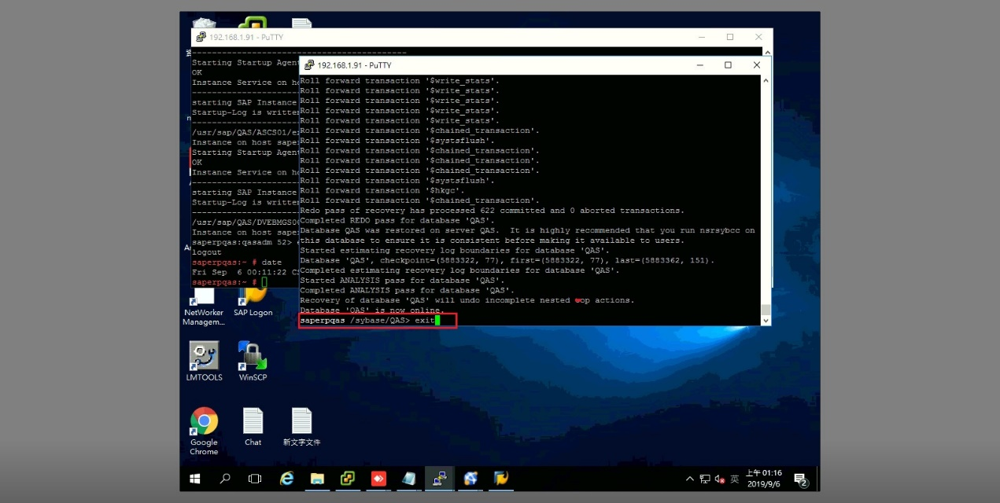 192.168.1.91 - PuTTY
Starting Startup Agen
OK
Instance Service on h
starting SAP Instance
Startup-Log is writte
/usr/sap/QAS/ASCS01/e
Instance on host sape
Starting Startup Agen
OK
Instance Service on h
starting SAP Instance
Startup-Log is writte
/usr/sap/QAS/DVEBMGS0
Instance on host sape
saperpqas:qasadm 52>
logout
saperpqas:~ # date
Fri Sep  6 00:11:22 CS
saperpqas:~ #
192.168.1.91 - PuTTY
Roll forward transaction '$write_stats'.
Roll forward transaction '$write_stats'.
Roll forward transaction '$write_stats'.
Roll forward transaction '$write_stats'.
Roll forward transaction '$write_stats'.
Roll forward transaction '$chained_transaction'.
Roll forward transaction '$systsflush'.
Roll forward transaction '$chained_transaction'.
Roll forward transaction '$chained_transaction'.
Roll forward transaction '$chained_transaction'.
Roll forward transaction '$systsflush'.
Roll forward transaction '$hkgc'.
Roll forward transaction '$chained_transaction'.
Redo pass of recovery has processed 622 committed and 0 aborted transactions.
Completed REDO pass for database 'QAS'.
Database QAS was restored on server QAS.  It is highly recommended that you run nsrsybcc on
this database to ensure it is consistent before making it available to users.
Started estimating recovery log boundaries for database 'QAS'.
Database 'QAS', checkpoint=(5883322, 77), first=(5883322, 77), last=(5883362, 151).
Completed estimating recovery log boundaries for database 'QAS'.
Started ANALYSIS pass for database 'QAS'.
Completed ANALYSIS pass for database 'QAS'.
Recovery of database 'QAS' will undo incomplete nested top actions.
Database 'QAS' is now online.
saperpqas /sybase/QAS> exit
NetWorker
Managem...
SAP Logon
LMTOOLS
WinSCP
Google
Chrome
Chat
新文字文件
英
上午 01:16
2019/9/6
2